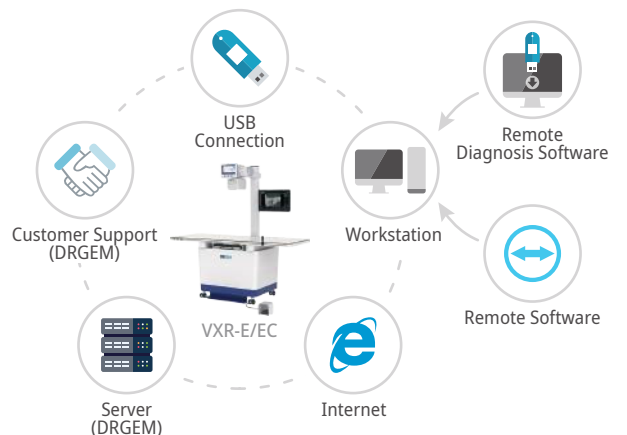 USB
Connection
Remote
Diagnosis Software
Customer Support
(DRGEM)
Workstation
VXR-E/EC
Remote Software
Server
(DRGEM)
Internet